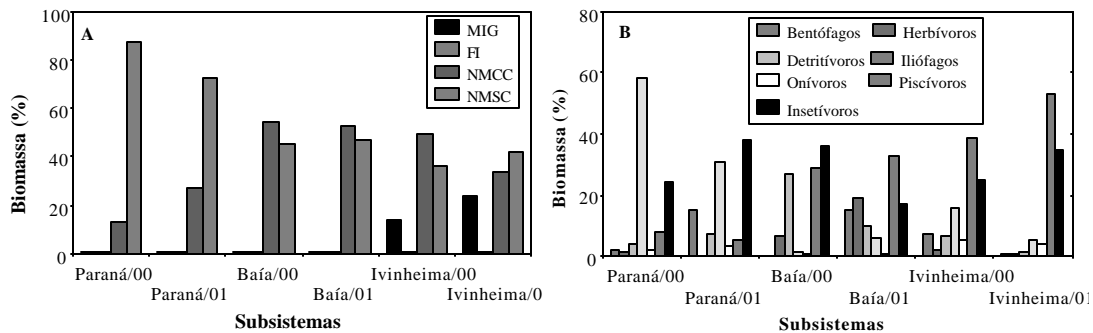 A
100
80
60
40
20
0
Biomassa (%)
MIG
FI
NMCC
NMSC
Paraná/00
Paraná/01
Baía/00
Baía/01
Ivinheima/00
Ivinheima/0
Subsistemas
B
80
60
40
20
0
Biomassa (%)
Bentófagos
Herbívoros
Detritívoros
Iliófagos
Onívoros
Piscívoros
Insetívoros
Paraná/00
Paraná/01
Baía/00
Baía/01
Ivinheima/00
Ivinheima/01
Subsistemas